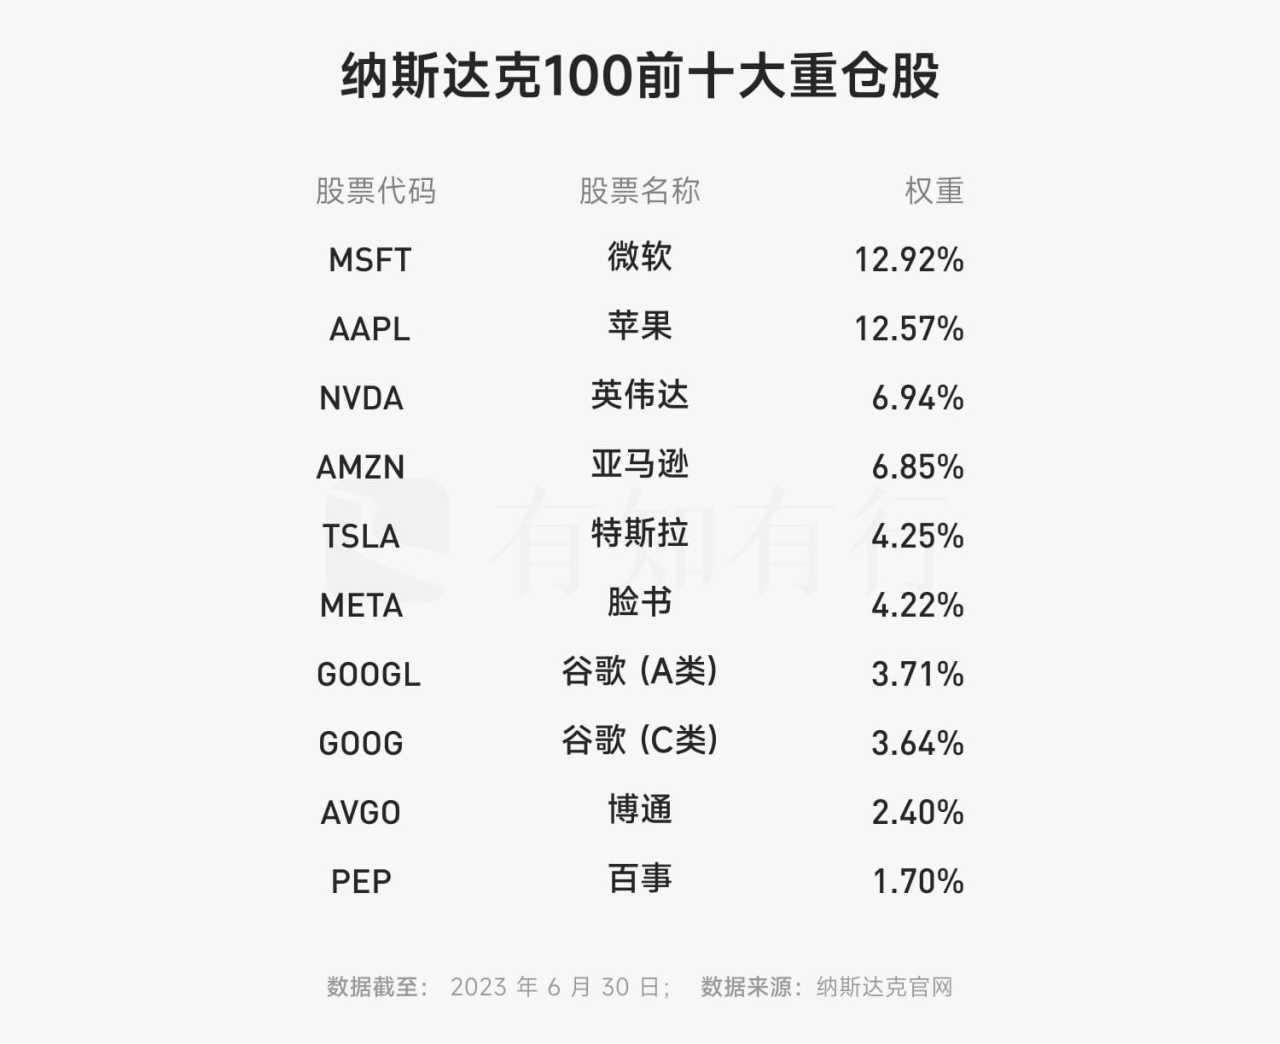 纳斯达克100前十大重仓股
股票代码 股票名称 权重
MSFT 微软 12.92%
AAPL 苹果 12.57%
NVDA 英伟达 6.94%
AMZN 亚马逊 6.85%
TSLA 特斯拉 4.25%
META 脸书 4.22%
GOOGL 谷歌 (A类) 3.71%
GOOG 谷歌 (C类) 3.64%
AVGO 博通 2.40%
PEP 百事 1.70%
有知有行
数据截至： 2023 年 6 月 30 日； 数据来源：纳斯达克官网